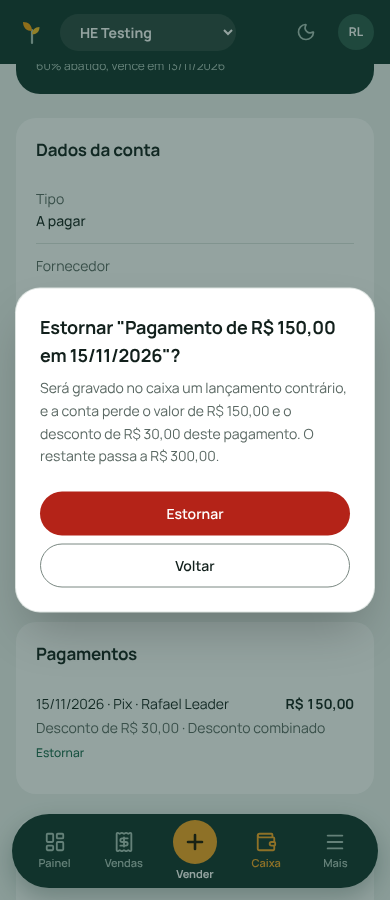 HE Testing
RL
60% abatido, vence em 13/11/2026
Dados da conta
Tipo
A pagar
Fornecedor
Estornar "Pagamento de R$ 150,00
em 15/11/2026"?
Será gravado no caixa um lançamento contrário,
e a conta perde o valor de R$ 150,00 e o
desconto de R$ 30,00 deste pagamento. O
restante passa a R$ 300,00.
Estornar
Voltar
Pagamentos
15/11/2026 · Pix · Rafael Leader R$ 150,00
Desconto de R$ 30,00 · Desconto combinado
Estornar
Painel Vendas Vender Caixa Mais